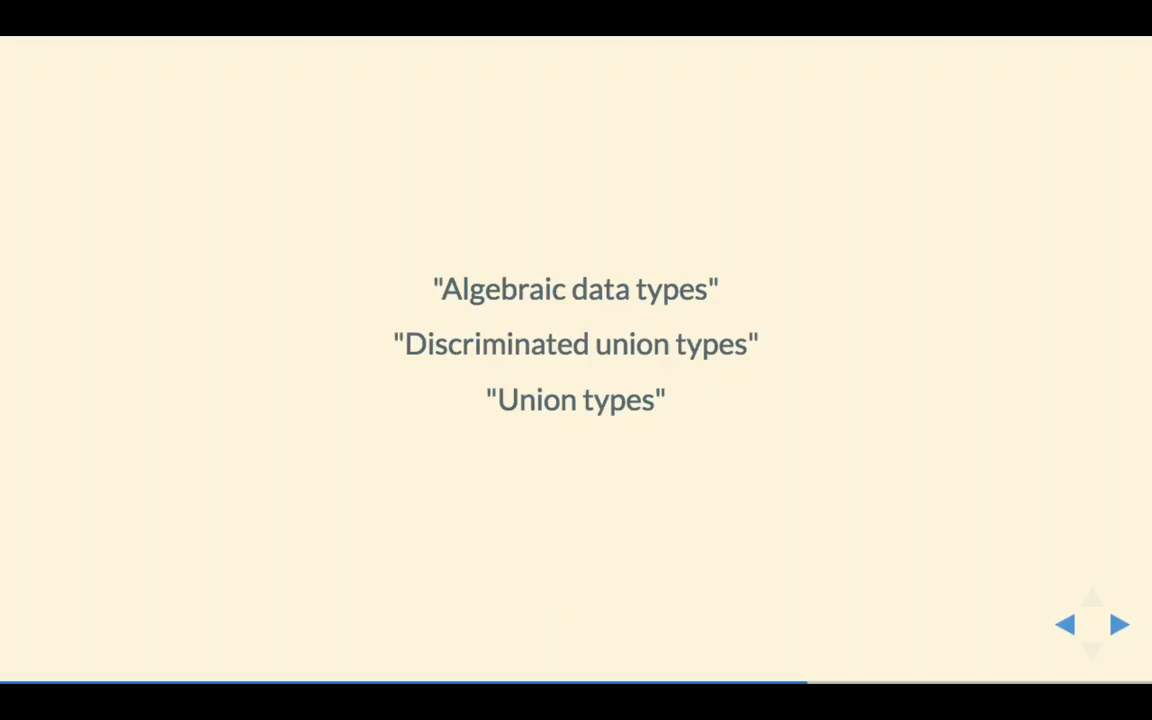 "Algebraic data types"
"Discriminated union types"
"Union types"